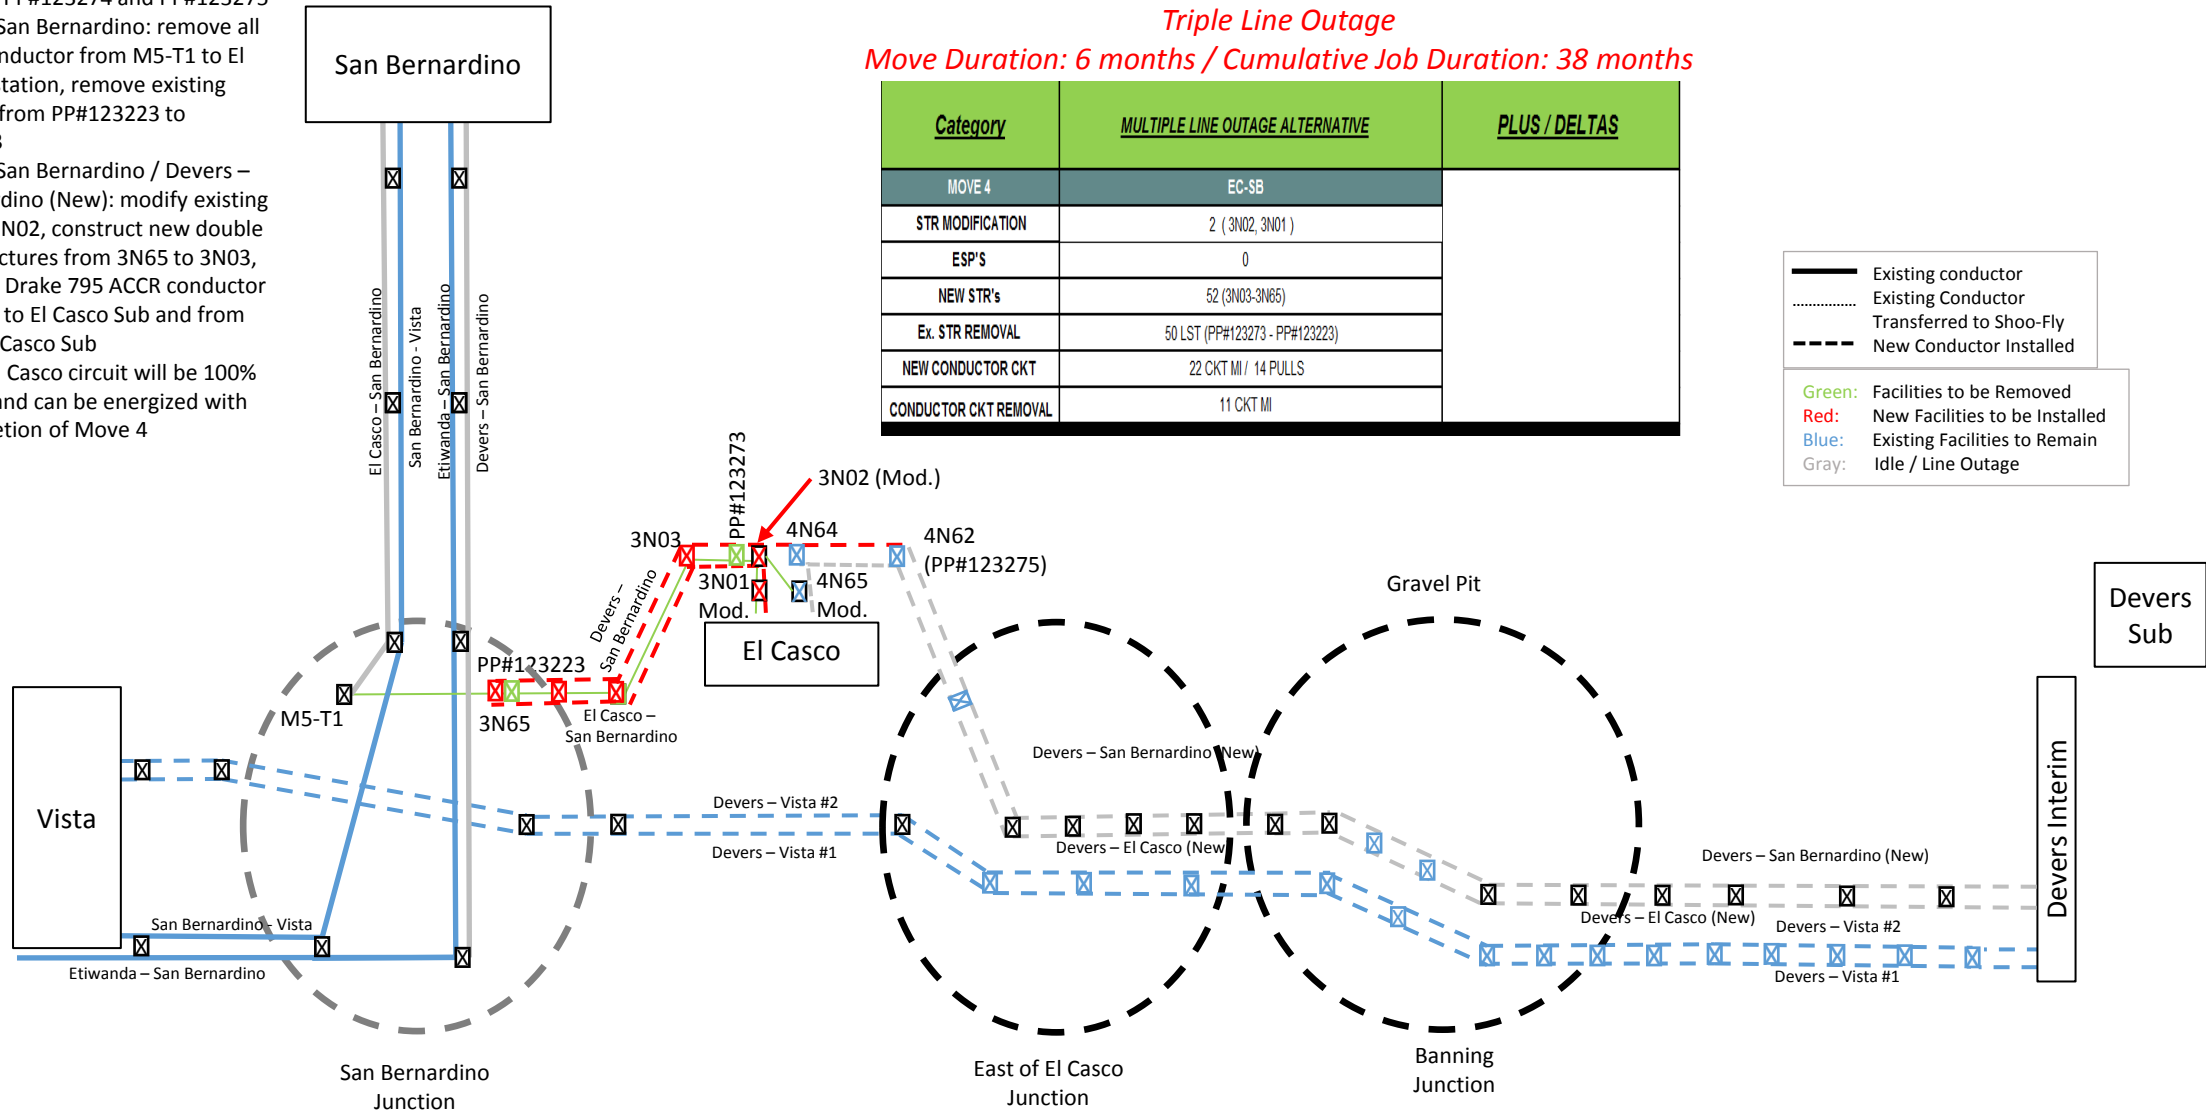 San Bernardino: remove all
conductor from M5-T1 to El
station, remove existing
from PP#123223 to
San Bernardino / Devers –
(New): modify existing
3N02, construct new double
structures from 3N65 to 3N03,
Drake 795 ACCR conductor
to El Casco Sub and from
Casco Sub
Casco circuit will be 100%
and can be energized with
of Move 4
San Bernardino
Triple Line Outage
Move Duration: 6 months / Cumulative Job Duration: 38 months
Category MULTIPLE LINE OUTAGE ALTERNATIVE PLUS / DELTAS
MOVE 4 EC-SB
STR MODIFICATION 2 ( 3N02, 3N01 )
ESP'S 0
NEW STR's 52 (3N03-3N65)
Ex. STR REMOVAL 50 LST (PP#123273 - PP#123223)
NEW CONDUCTOR CKT 22 CKT MI / 14 PULLS
CONDUCTOR CKT REMOVAL 11 CKT MI
Existing conductor
Existing Conductor
Transferred to Shoo-Fly
New Conductor Installed
Green: Facilities to be Removed
Red: New Facilities to be Installed
Blue: Existing Facilities to Remain
Gray: Idle / Line Outage
El Casco – San Bernardino
San Bernardino - Vista
Etiwanda – San Bernardino
Devers – San Bernardino
PP#123273
3N02 (Mod.)
3N03
4N64
4N62
(PP#123275)
3N01
Mod.
4N65
Mod.
Devers –
San Bernardino
El Casco
Gravel Pit
Devers
Sub
PP#123223
M5-T1
3N65
El Casco –
San Bernardino
Vista
Devers – San Bernardino (New)
Devers – Vista #2
Devers – Vista #1
Devers – El Casco (New
Devers – San Bernardino (New)
Devers – El Casco (New)
Devers – Vista #2
Devers – Vista #1
Devers Interim
San Bernardino - Vista
Etiwanda – San Bernardino
San Bernardino
Junction
East of El Casco
Junction
Banning
Junction